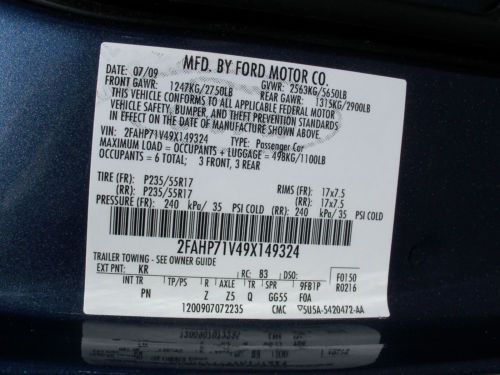 MFD. BY FORD MOTOR CO.
DATE: 07/09 GVWR: 2563KG/5650LB
FRONT GAWR: 1247KG/2750LB REAR GAWR: 1315KG/2900LB
THIS VEHICLE CONFORMS TO ALL APPLICABLE FEDERAL MOTOR
VEHICLE SAFETY, BUMPER, AND THEFT PREVENTION STANDARDS
IN EFFECT ON THE DATE OF MANUFACTURE SHOWN ABOVE.
VIN: 2FAHP71V49X149324 TYPE: Passenger Car
MAXIMUM LOAD = OCCUPANTS + LUGGAGE = 498KG/1100LB
OCCUPANTS = 6 TOTAL; 3 FRONT, 3 REAR
TIRE (FR): P235/55R17 RIMS (FR): 17x7.5
(RR): P235/55R17 (RR): 17x7.5
PRESSURE (FR): 240 kPa/ 35 PSI COLD
(RR): 240 kPa/ 35 PSI COLD
2FAHP71V49X149324
TRAILER TOWING - SEE OWNER GUIDE
EXT PNT: KR RC: B3 DSO: F0150
INT TR TP/PS R AXLE TR SPR 9FB1P R0216
PN Z Z5 Q GG55 F0A
1200907072235 CMC 5U5A-5420472-AA